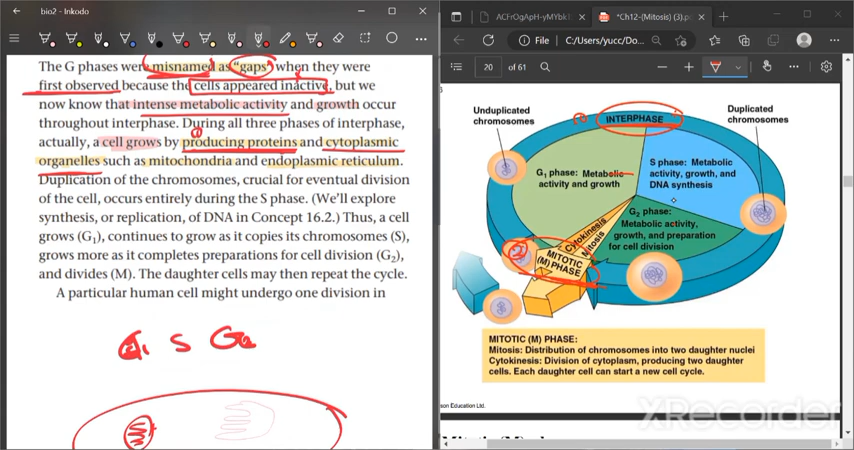 bio2 - Inkodo
The G phases were misnamed as “gaps” when they were
first observed because the cells appeared inactive, but we
now know that intense metabolic activity and growth occur
throughout interphase. During all three phases of interphase,
actually, a cell grows by producing proteins and cytoplasmic
organelles such as mitochondria and endoplasmic reticulum.
Duplication of the chromosomes, crucial for eventual division
of the cell, occurs entirely during the S phase. (We’ll explore
synthesis, or replication, of DNA in Concept 16.2.) Thus, a cell
grows (G1), continues to grow as it copies its chromosomes (S),
grows more as it completes preparations for cell division (G2),
and divides (M). The daughter cells may then repeat the cycle.
A particular human cell might undergo one division in
G1 S G2
ACFrOgApH-yMYbkI
*Ch12-(Mitosis) (3).p
File
C:/Users/yucc/Do...
20 of 61
Unduplicated
chromosomes
① INTERPHASE
Duplicated
chromosomes
G1 phase: Metabolic
activity and growth
S phase: Metabolic
activity, growth, and
DNA synthesis
G2 phase:
Metabolic activity,
growth, and preparation
for cell division
Cytokinesis
Mitosis
②
MITOTIC
(M) PHASE
MITOTIC (M) PHASE:
Mitosis: Distribution of chromosomes into two daughter nuclei
Cytokinesis: Division of cytoplasm, producing two daughter
cells. Each daughter cell can start a new cell cycle.
son Education Ltd.
XRecorder